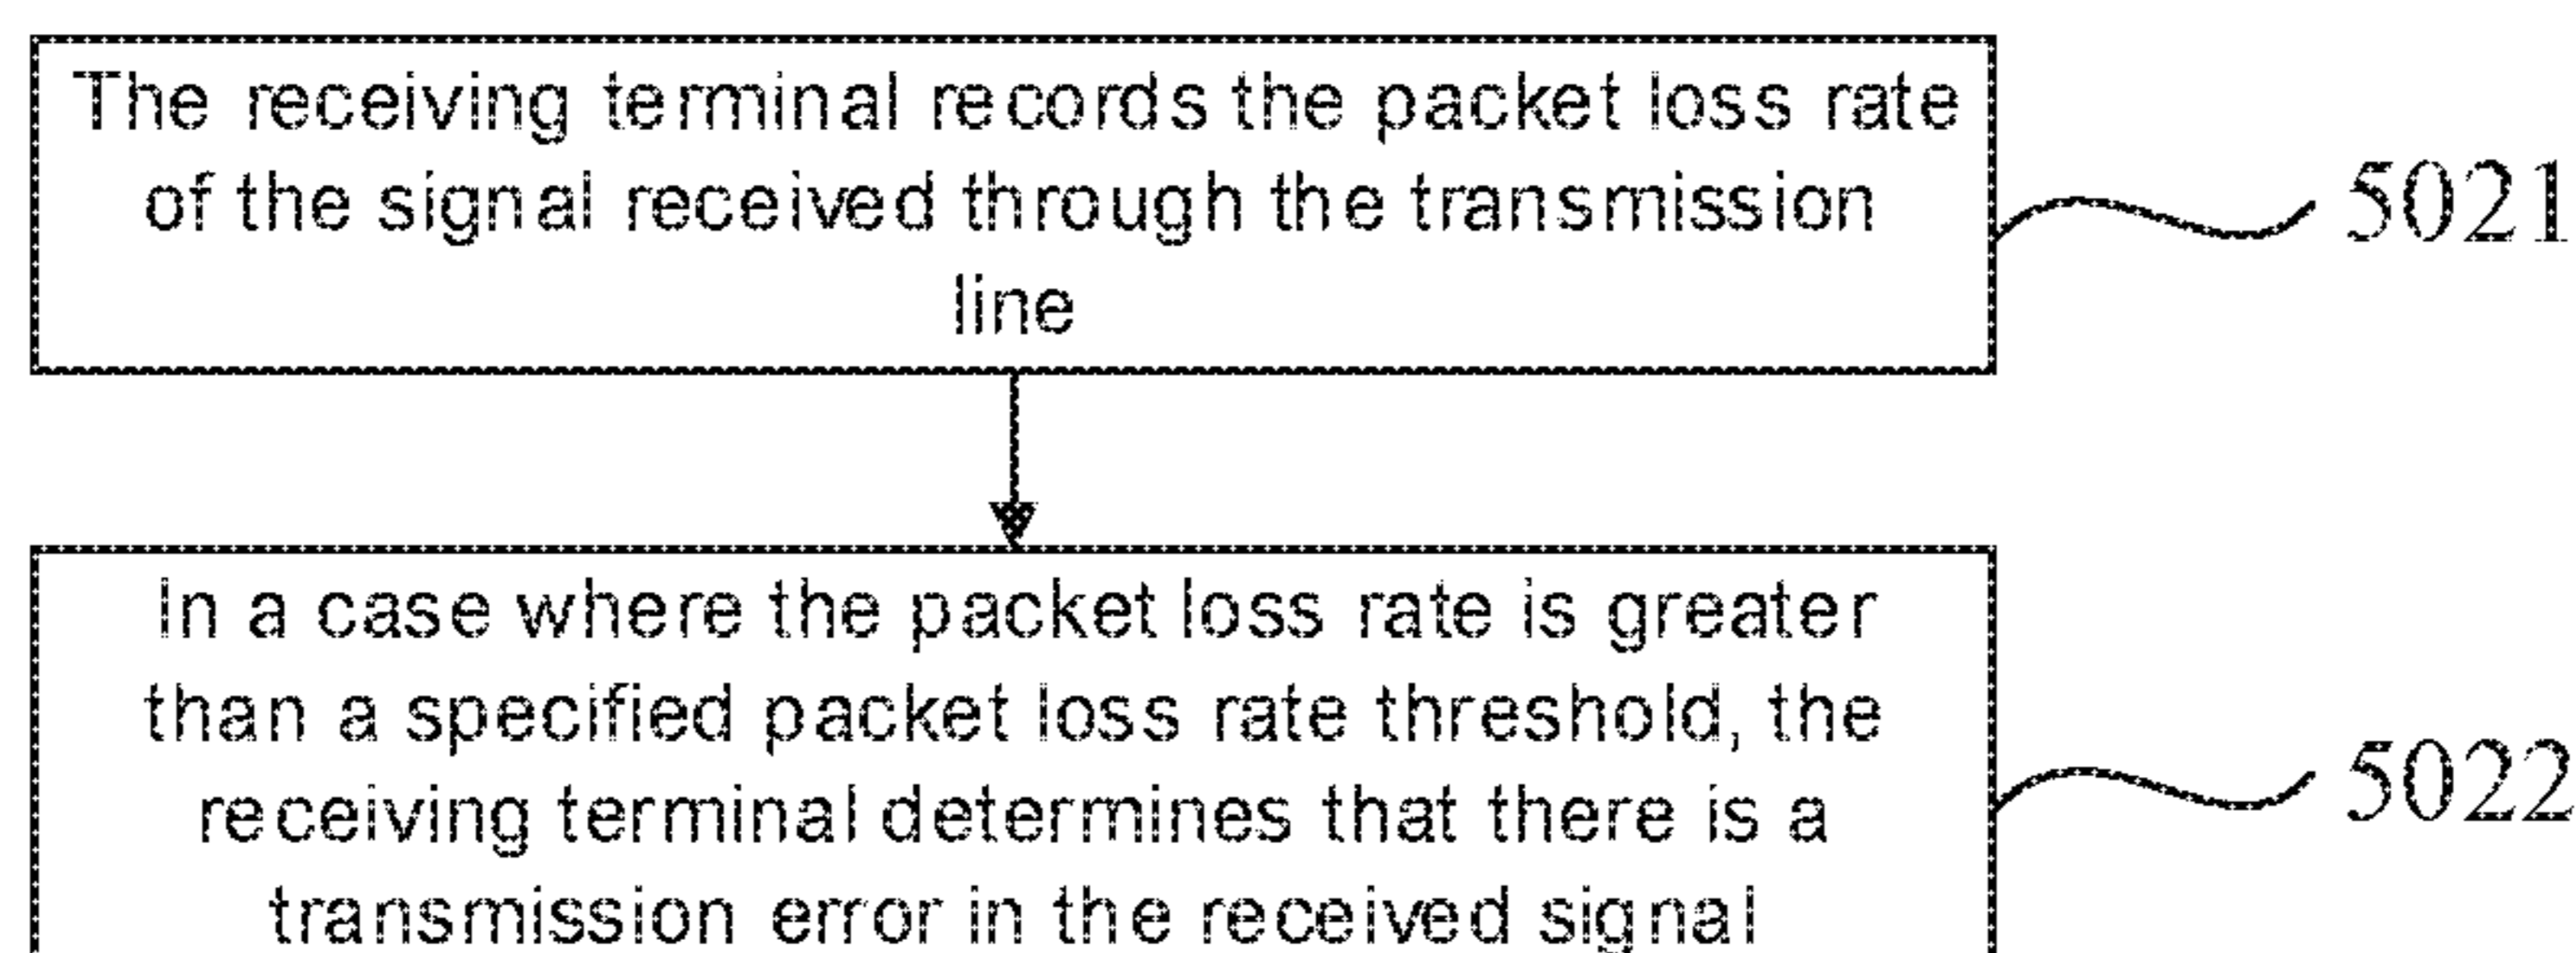 The receiving terminal records the packet loss rate
of the signal received through the transmission
line
5021
In a case where the packet loss rate is greater
than a specified packet loss rate threshold, the
receiving terminal determines that there is a
transmission error in the received signal
5022